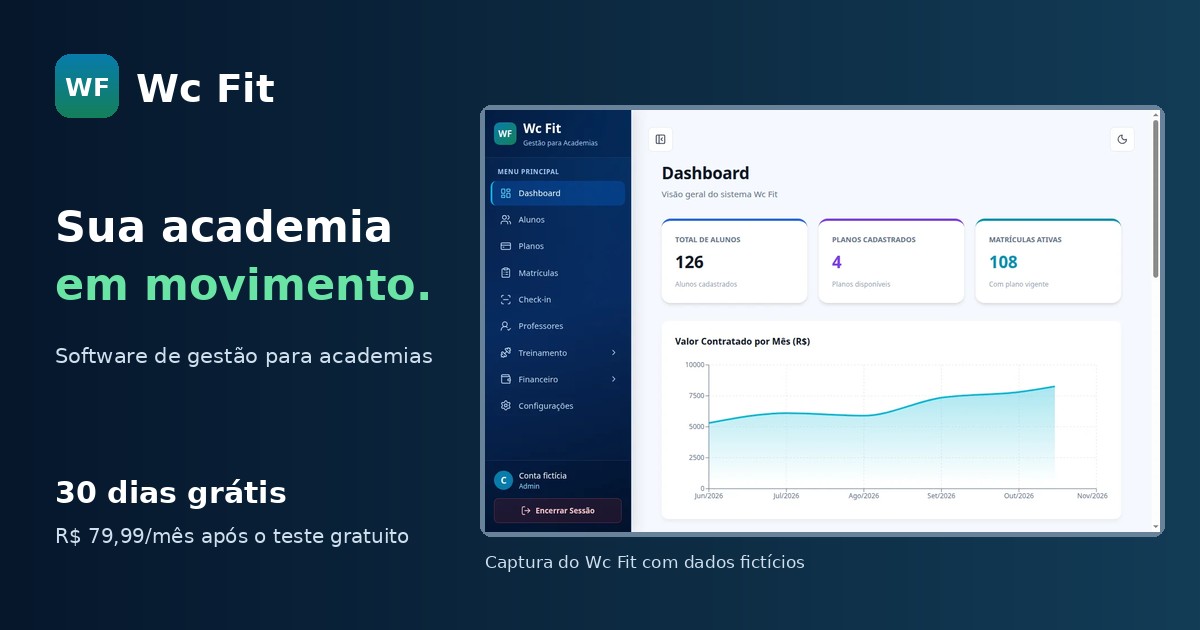 WF
Wc Fit
Sua academia
em movimento.
Software de gestão para academias
30 dias grátis
R$ 79,99/mês após o teste gratuito
WF
Wc Fit
Gestão para Academias
MENU PRINCIPAL
Dashboard
Alunos
Planos
Matrículas
Check-in
Professores
Treinamento
Financeiro
Configurações
C
Conta fictícia
Admin
Encerrar Sessão
Dashboard
Visão geral do sistema Wc Fit
TOTAL DE ALUNOS
126
Alunos cadastrados
PLANOS CADASTRADOS
4
Planos disponíveis
MATRÍCULAS ATIVAS
108
Com plano vigente
Valor Contratado por Mês (R$)
10000
7500
5000
2500
0
Jun/2026 Jul/2026 Ago/2026 Set/2026 Out/2026 Nov/2026
Captura do Wc Fit com dados fictícios